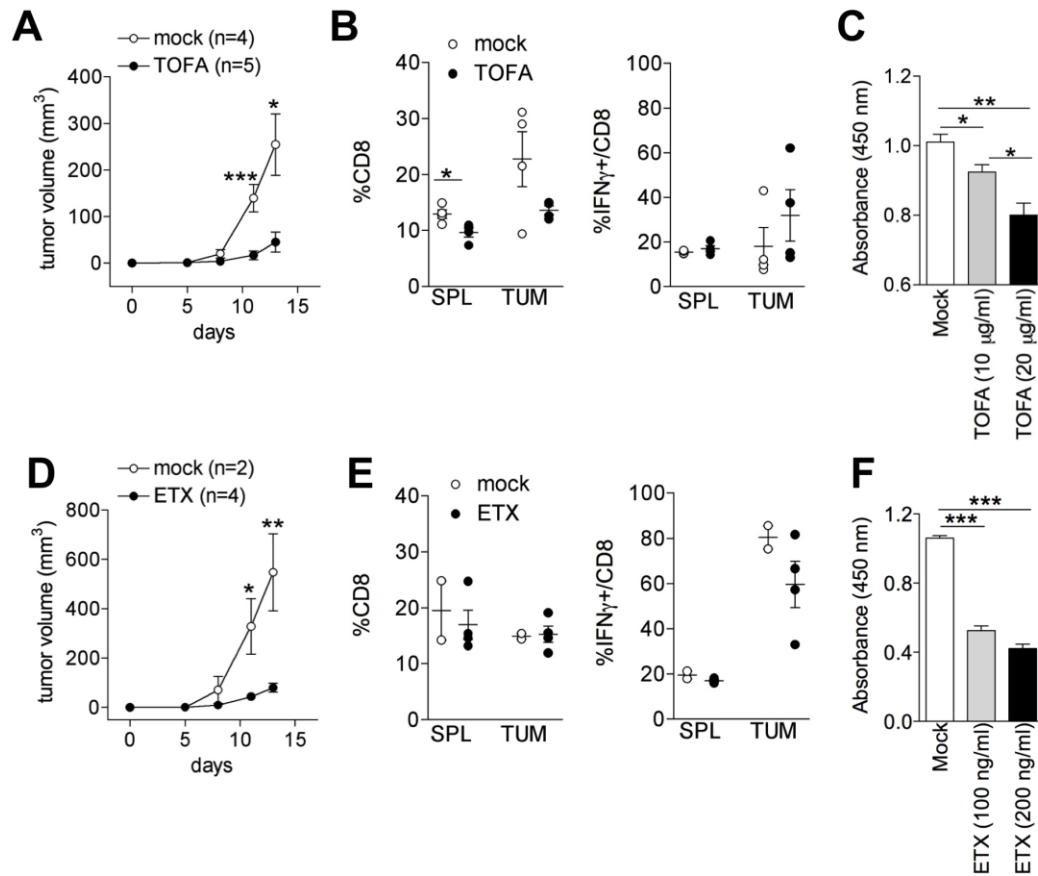 A
mock (n=4)
TOFA (n=5)
tumor volume (mm³)
400
300
200
100
0
***
*
0 5 10 15
days
B
mock
TOFA
%CD8
40
30
20
10
0
*
SPL TUM
%IFNγ+/CD8
100
80
60
40
20
0
SPL TUM
C
Absorbance (450 nm)
1.2
1.0
0.8
0.6
**
*
*
Mock
TOFA (10 μg/ml)
TOFA (20 μg/ml)
D
mock (n=2)
ETX (n=4)
tumor volume (mm³)
800
600
400
200
0
*
**
0 5 10 15
days
E
mock
ETX
%CD8
40
30
20
10
0
SPL TUM
%IFNγ+/CD8
100
80
60
40
20
0
SPL TUM
F
Absorbance (450 nm)
1.2
0.8
0.4
0.0
***
***
Mock
ETX (100 ng/ml)
ETX (200 ng/ml)